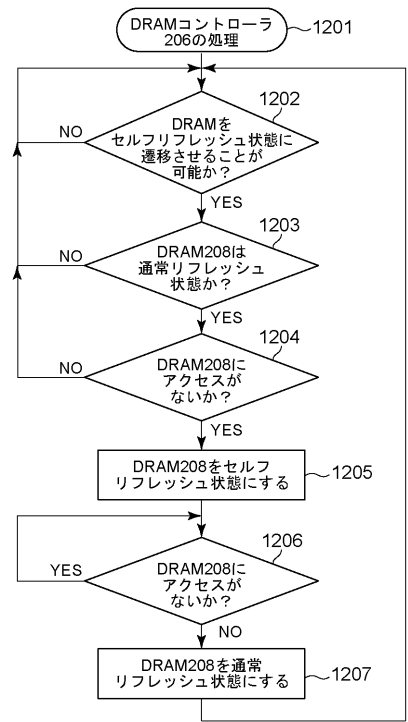 DRAMコントローラ
206の処理
1201
1202
DRAMを
セルフリフレッシュ状態に
遷移させることが
可能か？
NO
YES
1203
DRAM208は
通常リフレッシュ
状態か？
NO
YES
1204
DRAM208に
アクセスが
ないか？
NO
YES
DRAM208をセルフ
リフレッシュ状態にする
1205
1206
DRAM208に
アクセスが
ないか？
YES
NO
DRAM208を通常
リフレッシュ状態にする
1207